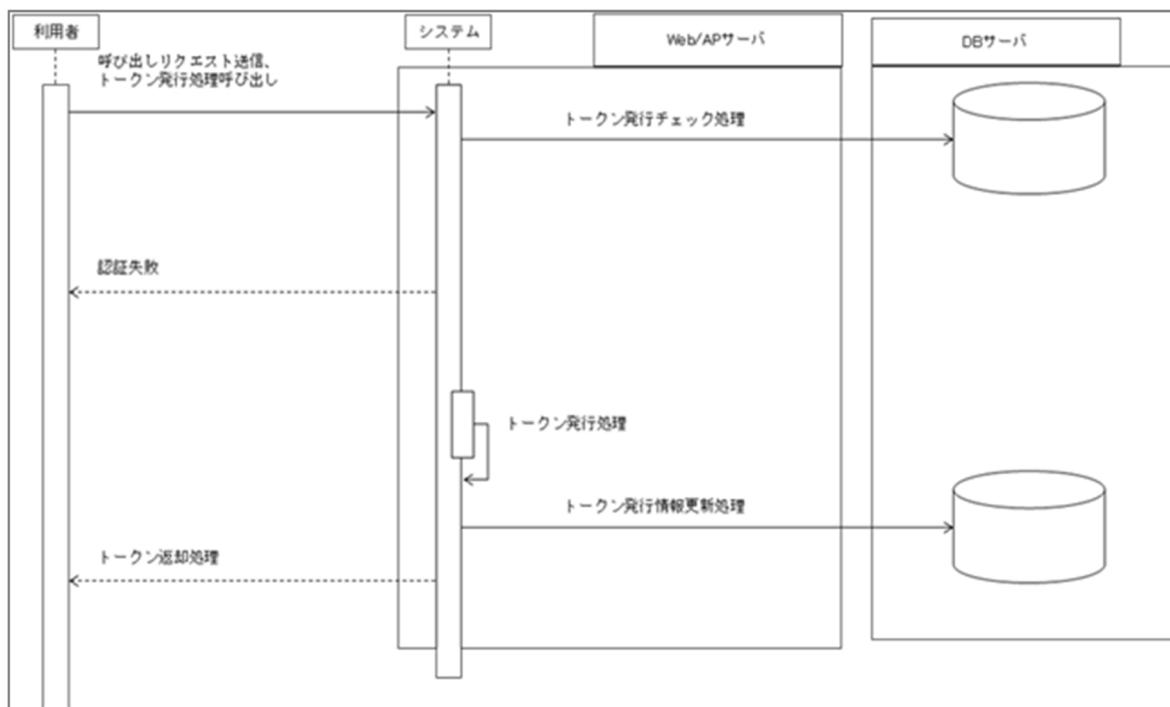 利用者
システム
Web/APサーバ
DBサーバ
呼び出しリクエスト送信、
トークン発行処理呼び出し
トークン発行チェック処理
認証失敗
トークン発行処理
トークン発行情報更新処理
トークン返却処理